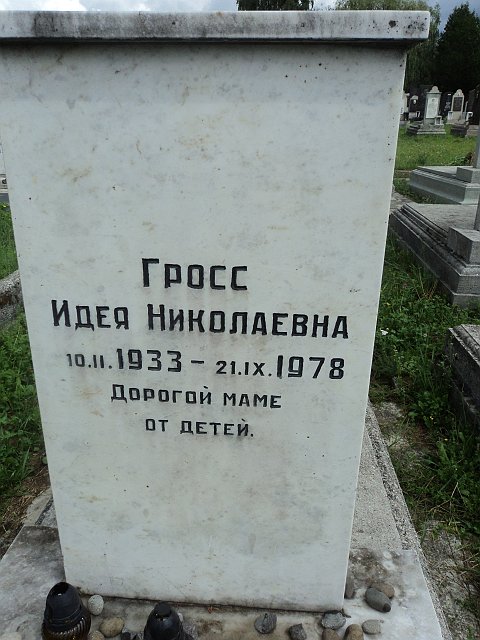 Гросс
Идея Николаевна
10.II.1933 – 21.IX.1978
Дорогой маме
от детей.